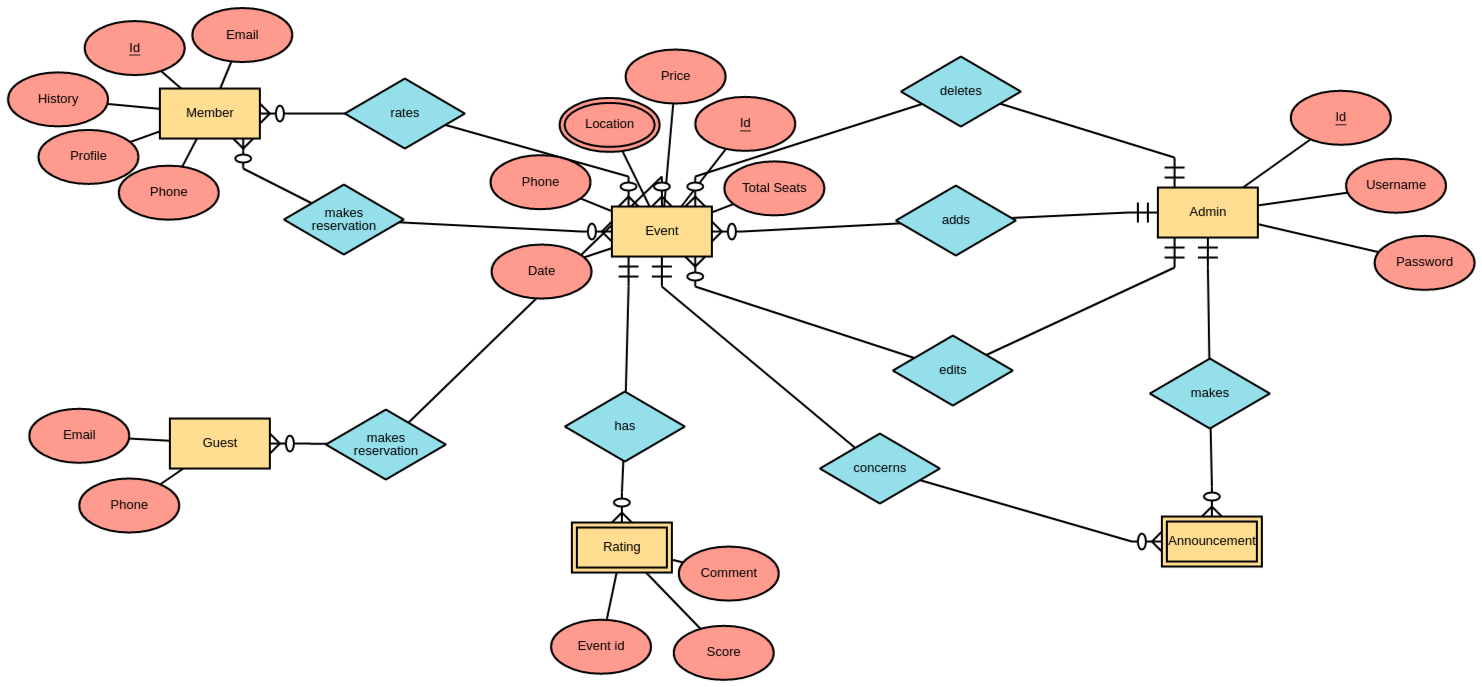 Email
Id
Price
History
deletes
Member
rates
Location
Id
Id
Profile
Phone
Phone
Total Seats
Username
makes
reservation
Event
adds
Admin
Date
Password
edits
makes
Email
Guest
makes
reservation
has
concerns
Phone
Rating
Announcement
Comment
Event id
Score